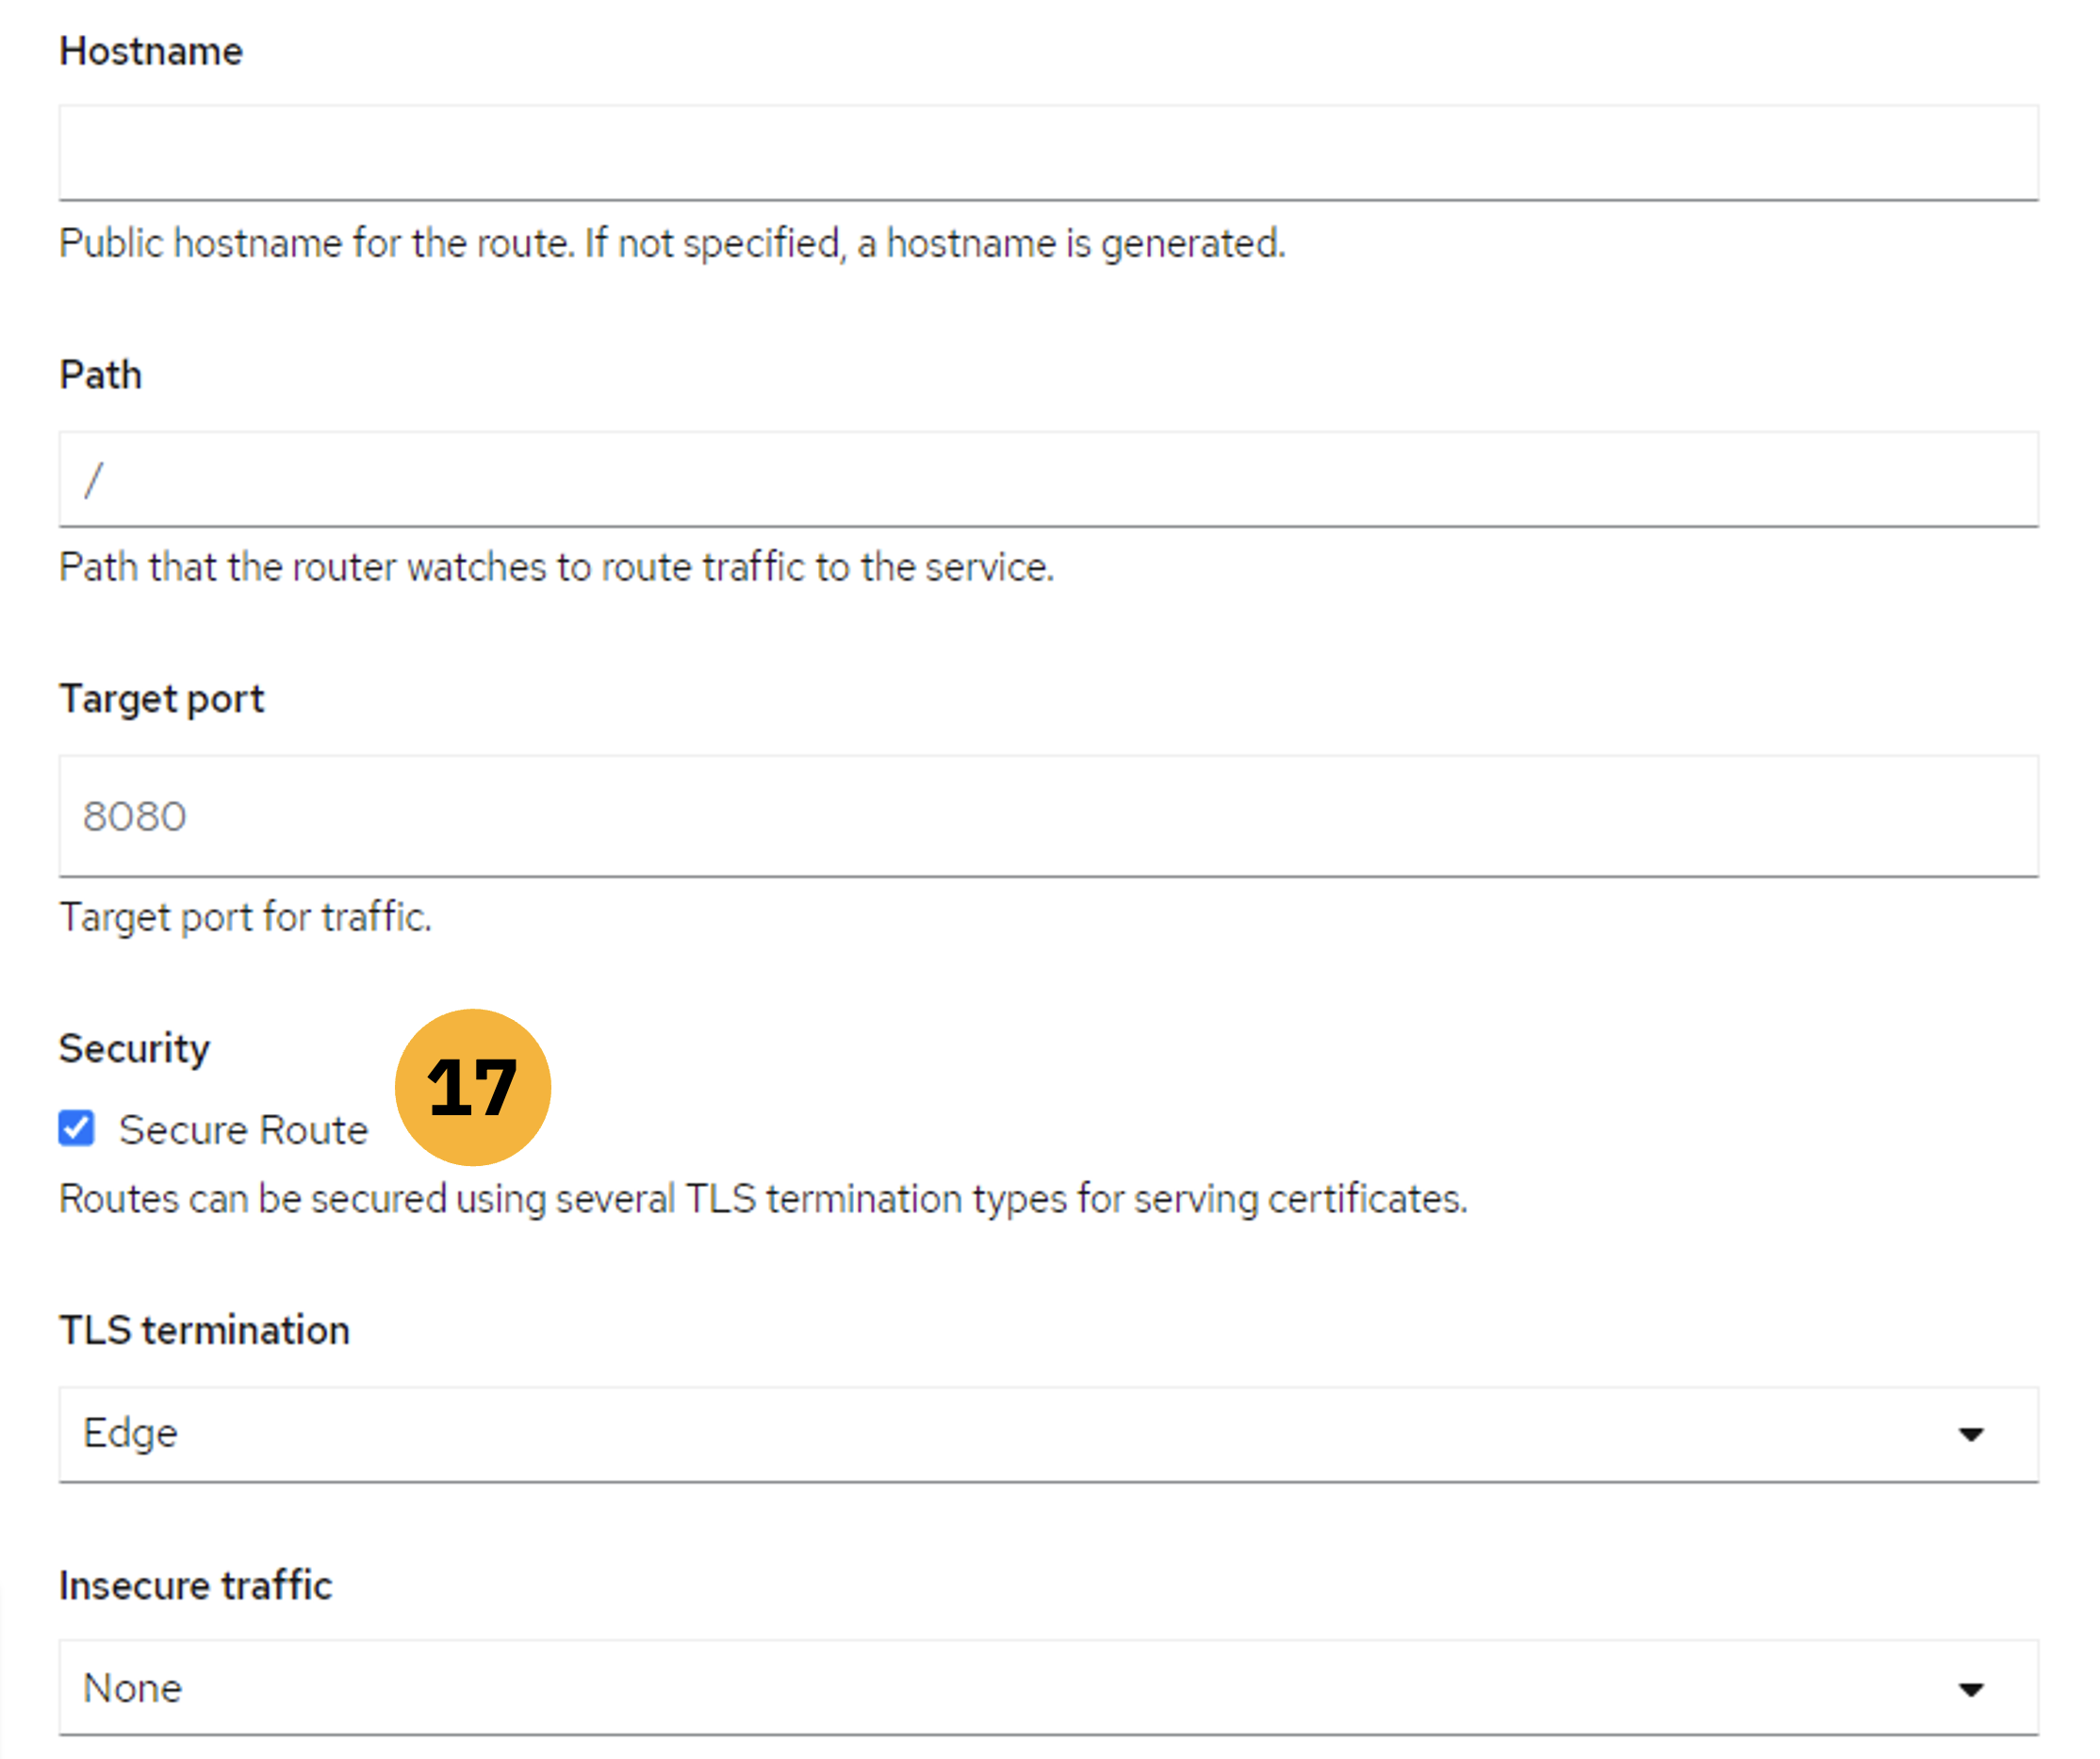 Hostname
Public hostname for the route. If not specified, a hostname is generated.
Path
/
Path that the router watches to route traffic to the service.
Target port
8080
Target port for traffic.
Security
17
Secure Route
Routes can be secured using several TLS termination types for serving certificates.
TLS termination
Edge
Insecure traffic
None